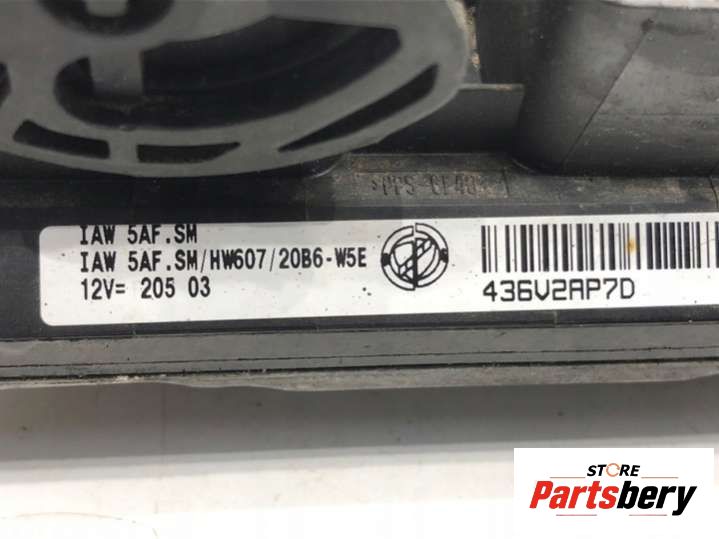 IAW 5AF.SM
IAW 5AF.SM/HW607/20B6-W5E
12V= 205 03
436V2AP7D
STORE
Partsbery